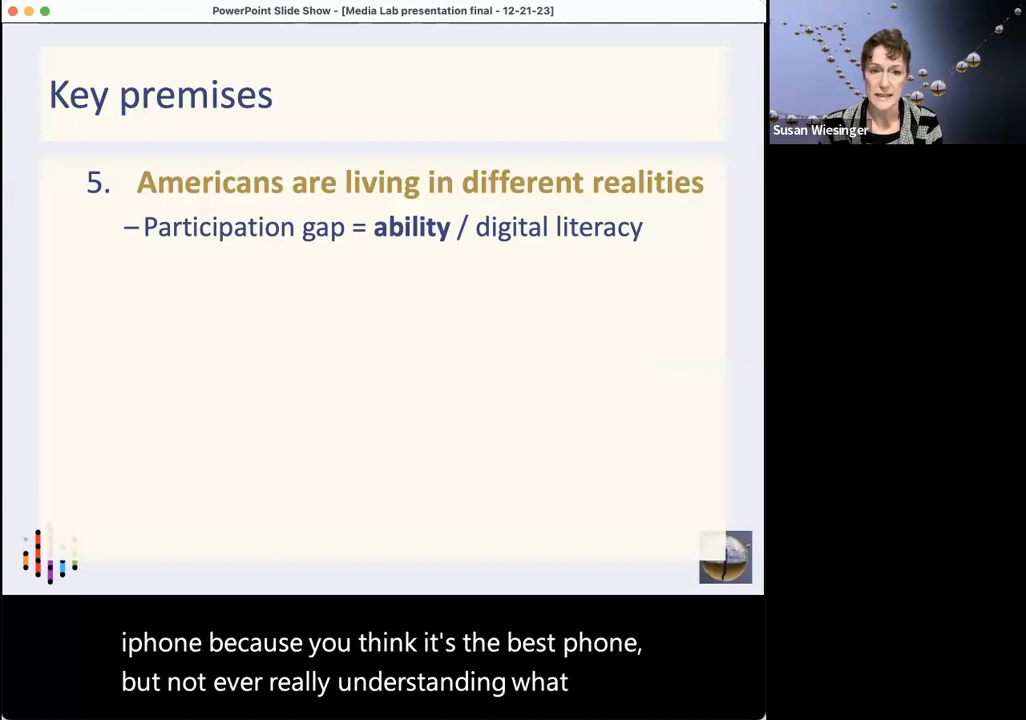 PowerPoint Slide Show - [Media Lab presentation final - 12-21-23]
Key premises
5. Americans are living in different realities
– Participation gap = ability / digital literacy
Susan Wiesinger
iphone because you think it's the best phone,
but not ever really understanding what